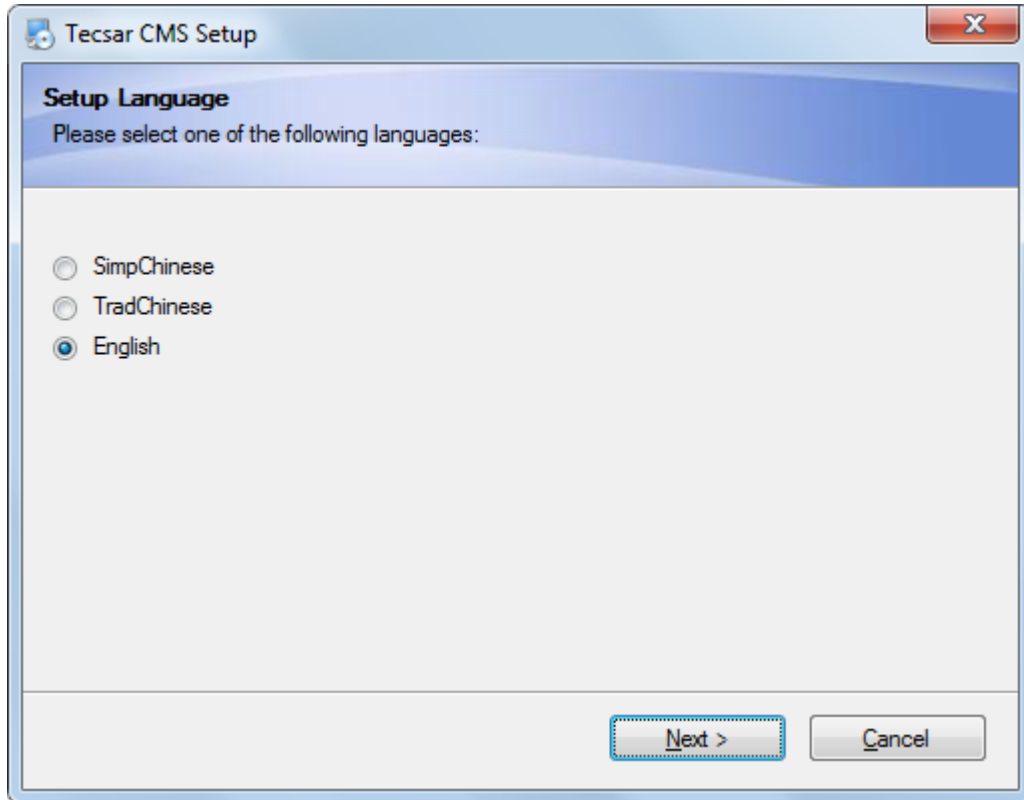 Tecsar CMS Setup
Setup Language
Please select one of the following languages:
SimpChinese
TradChinese
English
Next >
Cancel